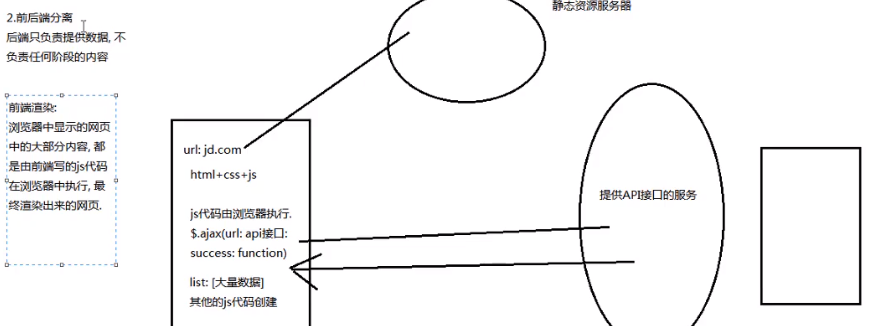 静态资源服务器
2.前后端分离
后端只负责提供数据, 不
负责任何阶段的内容
前端渲染:
浏览器中显示的网页
中的大部分内容, 都
是由前端写的js代码
在浏览器中执行, 最
终渲染出来的网页.
url: jd.com
html+css+js
js代码由浏览器执行.
$.ajax(url: api接口:
success: function)
list: [大量数据]
其他的js代码创建
提供API接口的服务